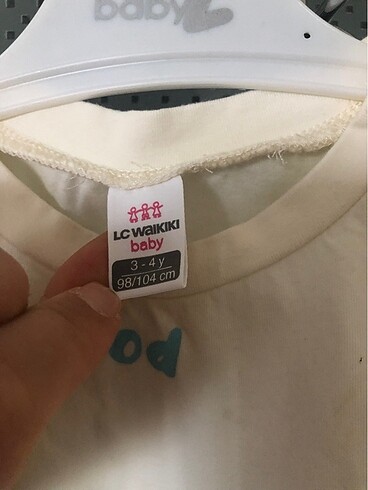 baby
LC WAIKIKI
baby
3 - 4 y
98/104 cm